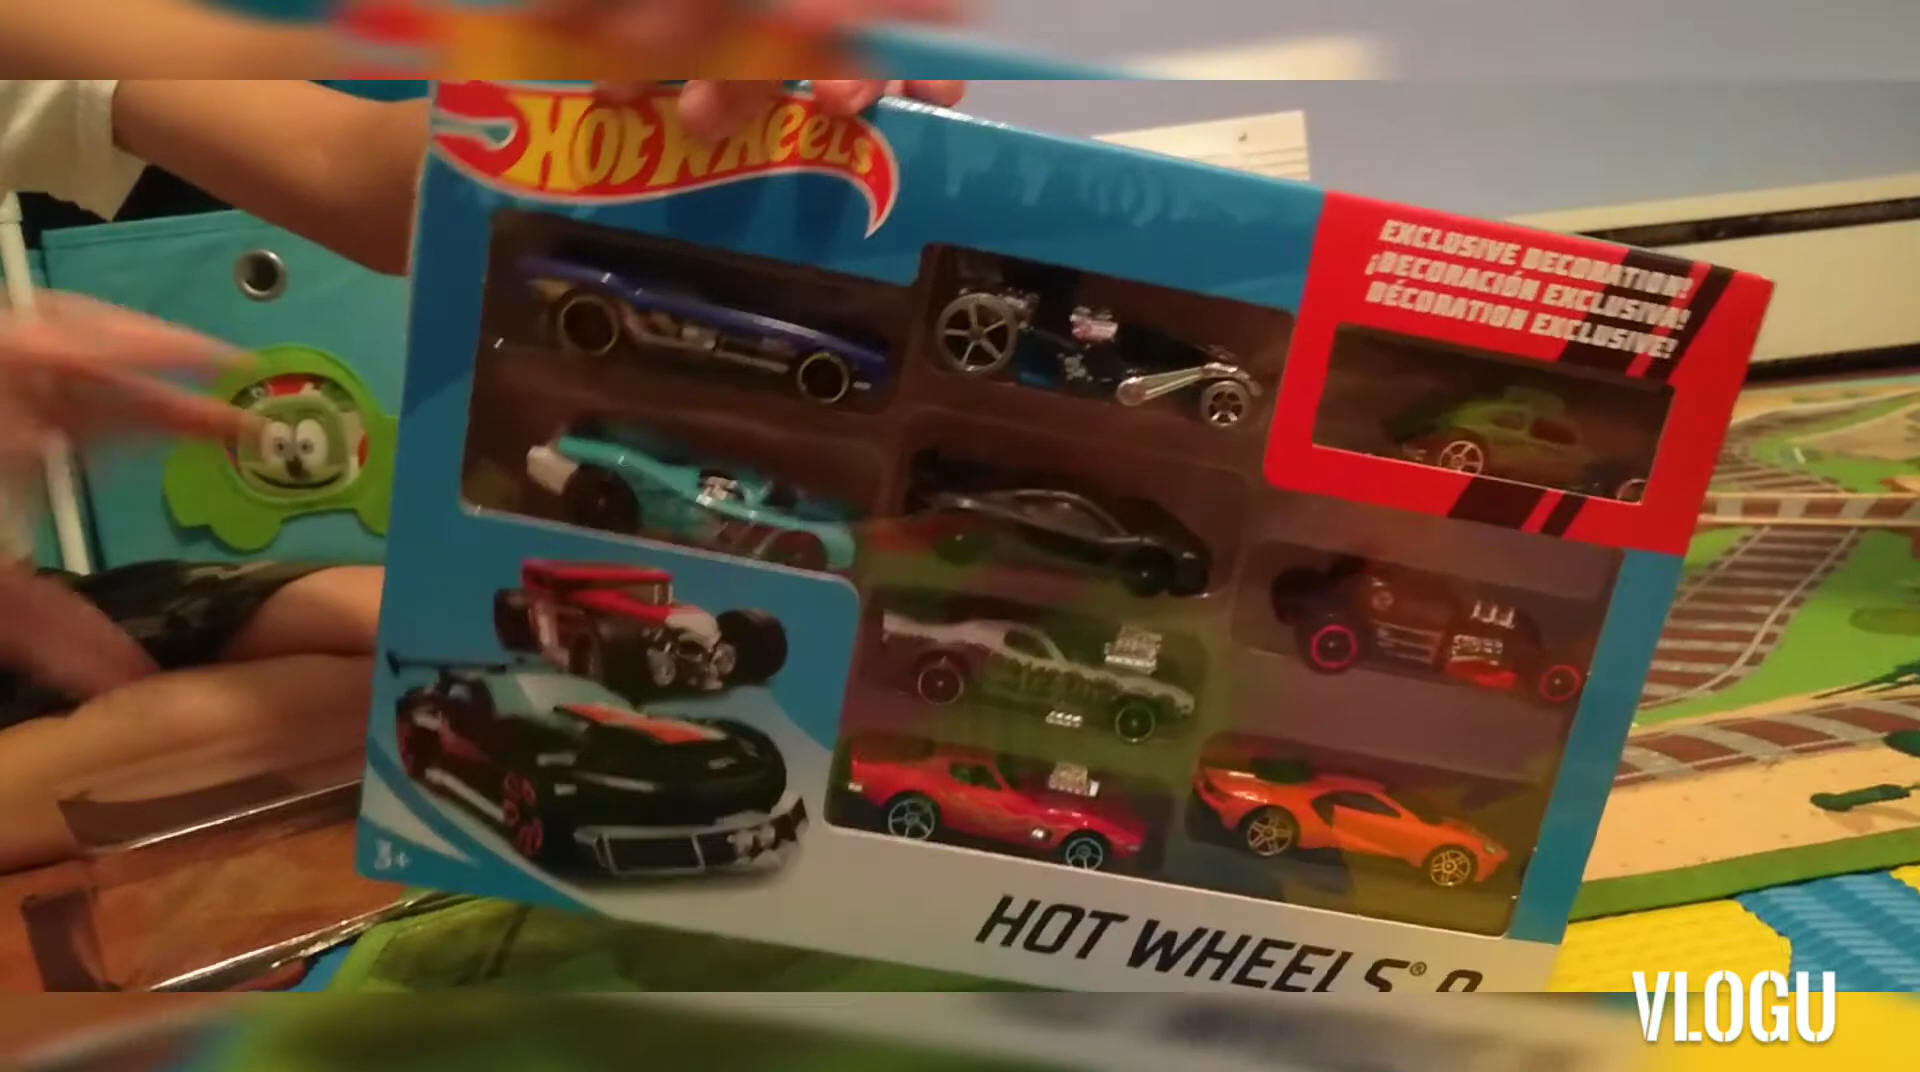 Hot Wheels
EXCLUSIVE DECORATION!
¡DECORACIÓN EXCLUSIVA!
DÉCORATION EXCLUSIVE!
3+
HOT WHEELS®
VLOGU